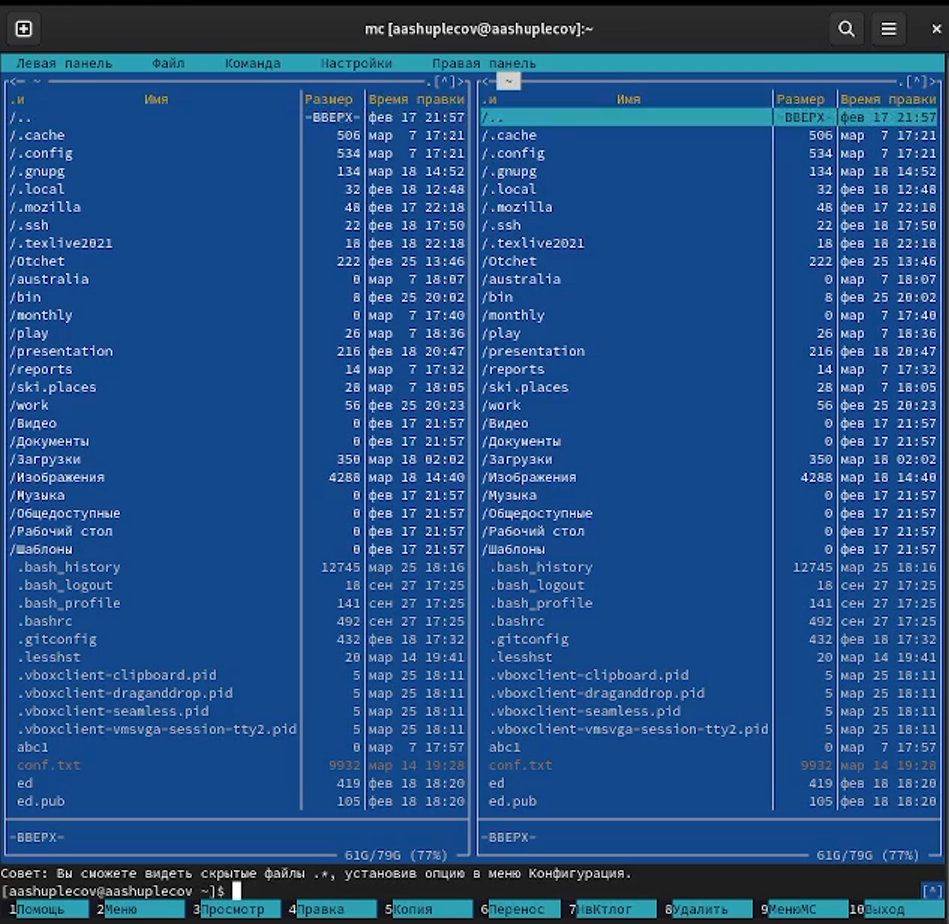 mc [aashuplecov@aashuplecov]:~
Левая панель Файл Команда Настройки Правая панель
<─ ~ .[^]> <─ ~ .[^]>
.и Имя Размер Время правки .и Имя Размер Время правки
/.. -ВВЕРХ- фев 17 21:57 /.. -ВВЕРХ- фев 17 21:57
/.cache 506 мар 7 17:21 /.cache 506 мар 7 17:21
/.config 534 мар 7 17:21 /.config 534 мар 7 17:21
/.gnupg 134 мар 18 14:52 /.gnupg 134 мар 18 14:52
/.local 32 фев 18 12:48 /.local 32 фев 18 12:48
/.mozilla 48 фев 17 22:18 /.mozilla 48 фев 17 22:18
/.ssh 22 фев 18 17:50 /.ssh 22 фев 18 17:50
/.texlive2021 18 фев 18 22:18 /.texlive2021 18 фев 18 22:18
/Otchet 222 фев 25 13:46 /Otchet 222 фев 25 13:46
/australia 0 мар 7 18:07 /australia 0 мар 7 18:07
/bin 8 фев 25 20:02 /bin 8 фев 25 20:02
/monthly 0 мар 7 17:40 /monthly 0 мар 7 17:40
/play 26 мар 7 18:36 /play 26 мар 7 18:36
/presentation 216 фев 18 20:47 /presentation 216 фев 18 20:47
/reports 14 мар 7 17:32 /reports 14 мар 7 17:32
/ski.places 28 мар 7 18:05 /ski.places 28 мар 7 18:05
/work 56 фев 25 20:23 /work 56 фев 25 20:23
/Видео 0 фев 17 21:57 /Видео 0 фев 17 21:57
/Документы 0 фев 17 21:57 /Документы 0 фев 17 21:57
/Загрузки 350 мар 18 02:02 /Загрузки 350 мар 18 02:02
/Изображения 4288 мар 18 14:40 /Изображения 4288 мар 18 14:40
/Музыка 0 фев 17 21:57 /Музыка 0 фев 17 21:57
/Общедоступные 0 фев 17 21:57 /Общедоступные 0 фев 17 21:57
/Рабочий стол 0 фев 17 21:57 /Рабочий стол 0 фев 17 21:57
/Шаблоны 0 фев 17 21:57 /Шаблоны 0 фев 17 21:57
.bash_history 12745 мар 25 18:16 .bash_history 12745 мар 25 18:16
.bash_logout 18 сен 27 17:25 .bash_logout 18 сен 27 17:25
.bash_profile 141 сен 27 17:25 .bash_profile 141 сен 27 17:25
.bashrc 492 сен 27 17:25 .bashrc 492 сен 27 17:25
.gitconfig 432 фев 18 17:32 .gitconfig 432 фев 18 17:32
.lesshst 20 мар 14 19:41 .lesshst 20 мар 14 19:41
.vboxclient-clipboard.pid 5 мар 25 18:11 .vboxclient-clipboard.pid 5 мар 25 18:11
.vboxclient-draganddrop.pid 5 мар 25 18:11 .vboxclient-draganddrop.pid 5 мар 25 18:11
.vboxclient-seamless.pid 5 мар 25 18:11 .vboxclient-seamless.pid 5 мар 25 18:11
.vboxclient-vmsvga-session-tty2.pid 5 мар 25 18:11 .vboxclient-vmsvga-session-tty2.pid 5 мар 25 18:11
abc1 0 мар 7 17:57 abc1 0 мар 7 17:57
conf.txt 9932 мар 14 19:28 conf.txt 9932 мар 14 19:28
ed 419 фев 18 18:20 ed 419 фев 18 18:20
ed.pub 105 фев 18 18:20 ed.pub 105 фев 18 18:20
-ВВЕРХ- -ВВЕРХ-
61G/79G (77%) 61G/79G (77%)
Совет: Вы сможете видеть скрытые файлы .*, установив опцию в меню Конфигурация.
[aashuplecov@aashuplecov ~]$ [^]
1Помощь 2Меню 3Просмотр 4Правка 5Копия 6Перенос 7НвКтлог 8Удалить 9МенюМС 10Выход